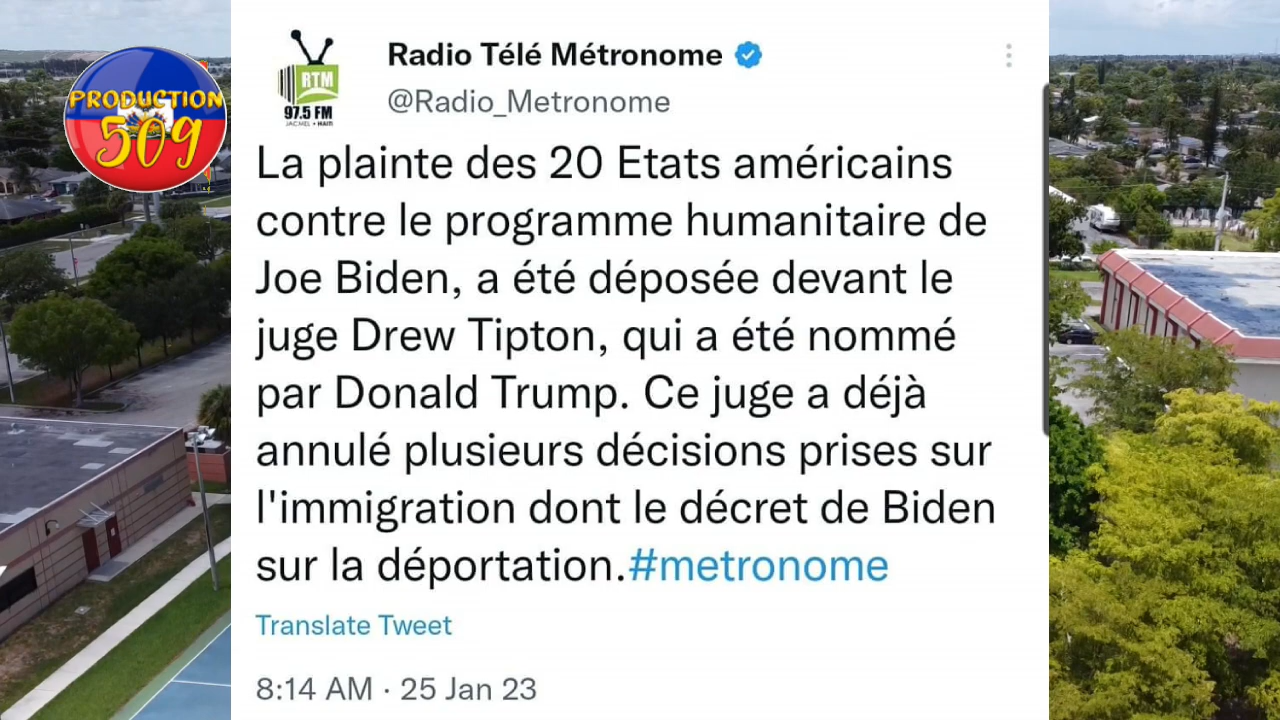 PRODUCTION
509
RTM
97.5 FM
JACMEL • HAITI
Radio Télé Métronome
@Radio_Metronome
La plainte des 20 Etats américains
contre le programme humanitaire de
Joe Biden, a été déposée devant le
juge Drew Tipton, qui a été nommé
par Donald Trump. Ce juge a déjà
annulé plusieurs décisions prises sur
l'immigration dont le décret de Biden
sur la déportation.#metronome
Translate Tweet
8:14 AM · 25 Jan 23